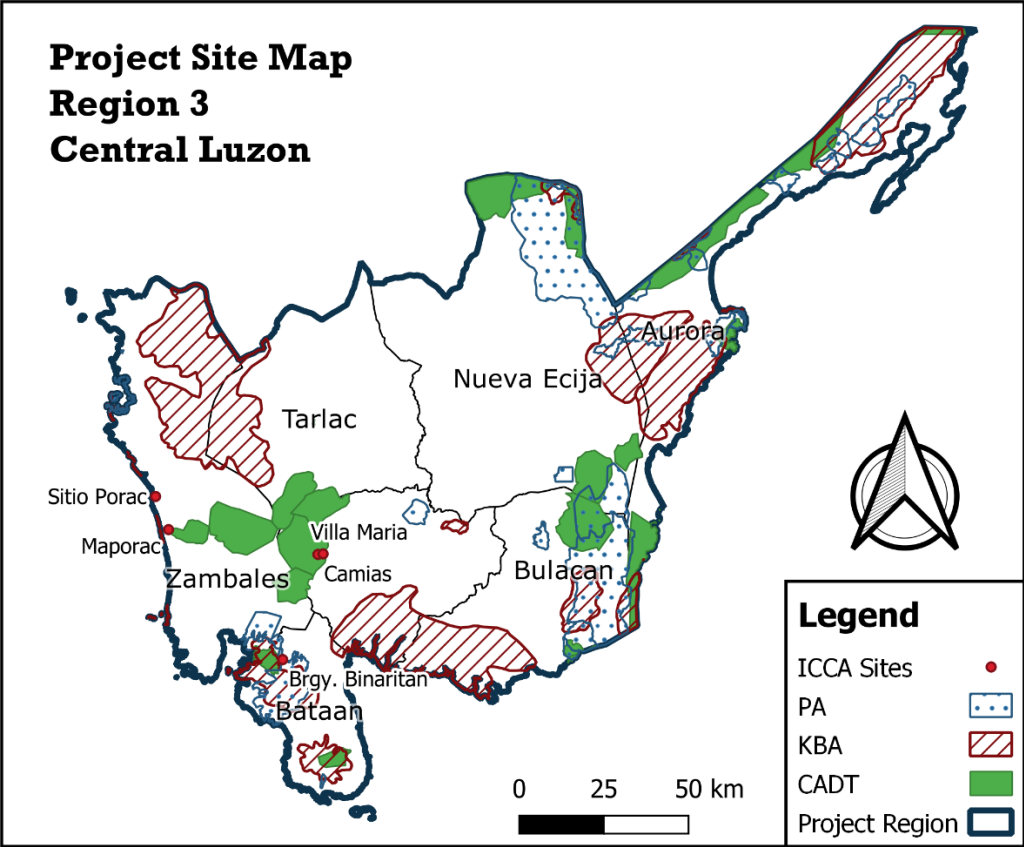 Project Site Map
Region 3
Central Luzon
Aurora
Nueva Ecija
Tarlac
Sitio Porac
Villa Maria
Maporac
Bulacan
Camias
Zambales
Brgy. Binaritan
Bataan
0 25 50 km
Legend
ICCA Sites
PA
KBA
CADT
Project Region